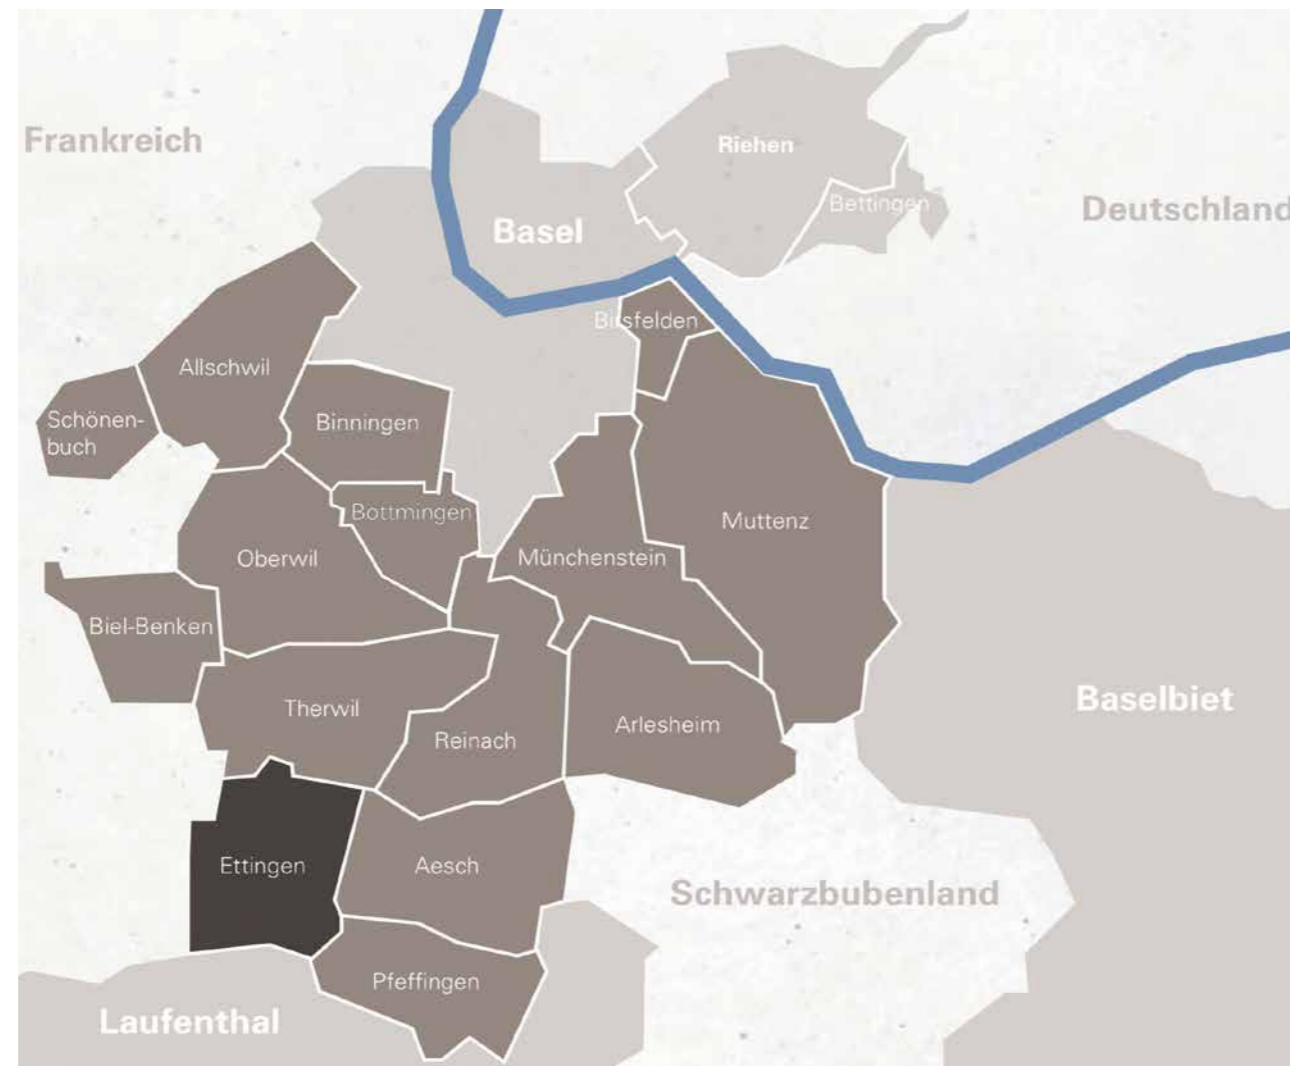 Frankreich
Riehen
Bettingen
Deutschland
Basel
Birsfelden
Allschwil
Schönen-
buch
Binningen
Bottmingen
Muttenz
Oberwil
Münchenstein
Biel-Benken
Baselbiet
Therwil
Reinach
Arlesheim
Ettingen
Aesch
Schwarzbubenland
Pfeffingen
Laufenthal